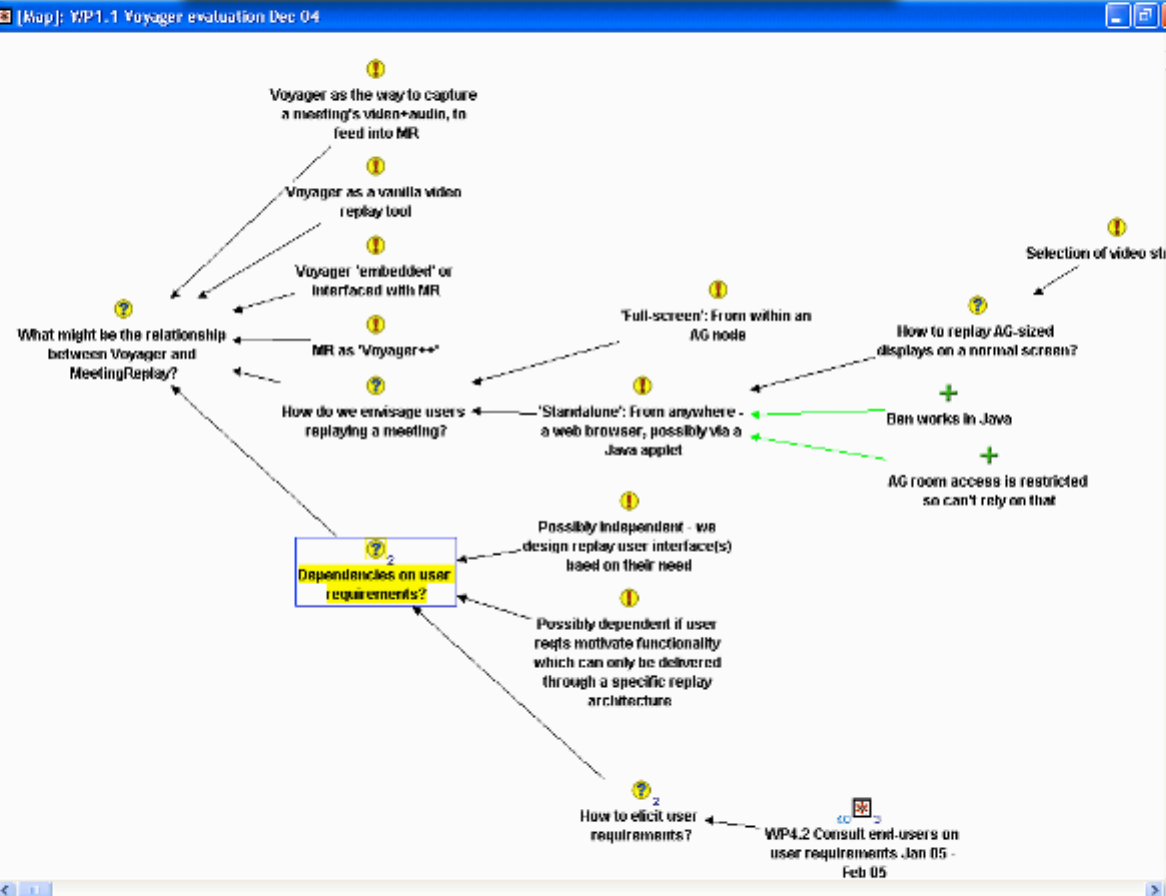 [Map]: WP1.1 Voyager evaluation Dec 04
Voyager as the way to capture
a meeting's video+audio, to
feed into MR
Voyager as a vanilla video
replay tool
Voyager 'embedded' or
interfaced with MR
MR as 'Voyager++'
What might be the relationship
between Voyager and
MeetingReplay?
How do we envisage users
replaying a meeting?
'Full-screen': From within an
AG node
'Standalone': From anywhere -
a web browser, possibly via a
Java applet
Selection of video str
How to replay AG-sized
displays on a normal screen?
Ben works in Java
AG room access is restricted
so can't rely on that
2
Dependencies on user
requirements?
Possibly independent - we
design replay user interface(s)
baed on their need
Possibly dependent if user
reqts motivate functionality
which can only be delivered
through a specific replay
architecture
2
How to elicit user
requirements?
3
WP4.2 Consult end-users on
user requirements Jan 05 -
Feb 05